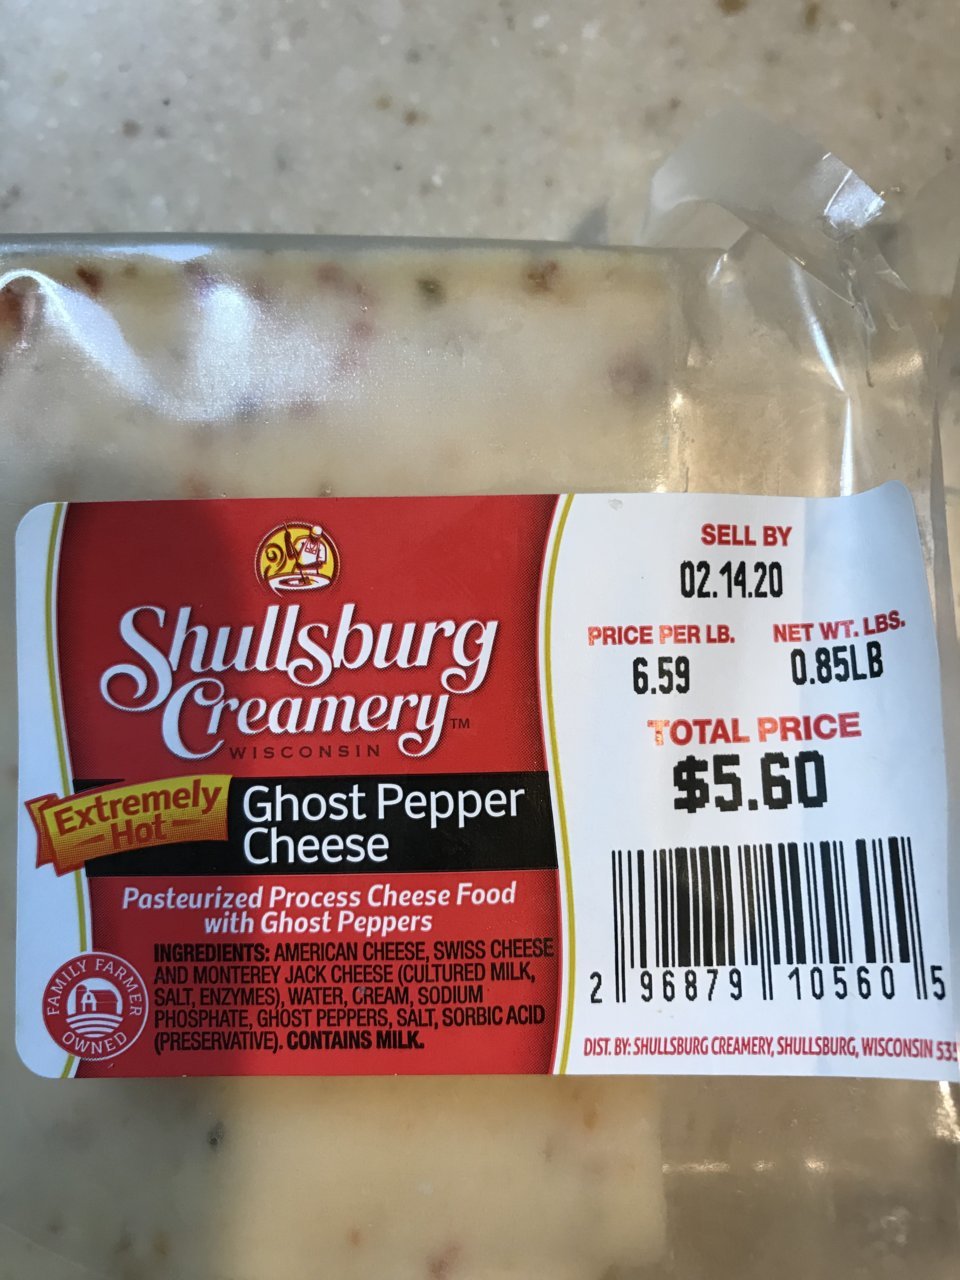 Shullsburg
Creamery™
WISCONSIN
Extremely
Hot
Ghost Pepper
Cheese
Pasteurized Process Cheese Food
with Ghost Peppers
INGREDIENTS: AMERICAN CHEESE, SWISS CHEESE
AND MONTEREY JACK CHEESE (CULTURED MILK,
SALT, ENZYMES), WATER, CREAM, SODIUM
PHOSPHATE, GHOST PEPPERS, SALT, SORBIC ACID
(PRESERVATIVE). CONTAINS MILK.
FAMILY FARMER
OWNED
SELL BY
02.14.20
PRICE PER LB. NET WT. LBS.
6.59 0.85LB
TOTAL PRICE
$5.60
2 96879 10560 5
DIST. BY: SHULLSBURG CREAMERY, SHULLSBURG, WISCONSIN